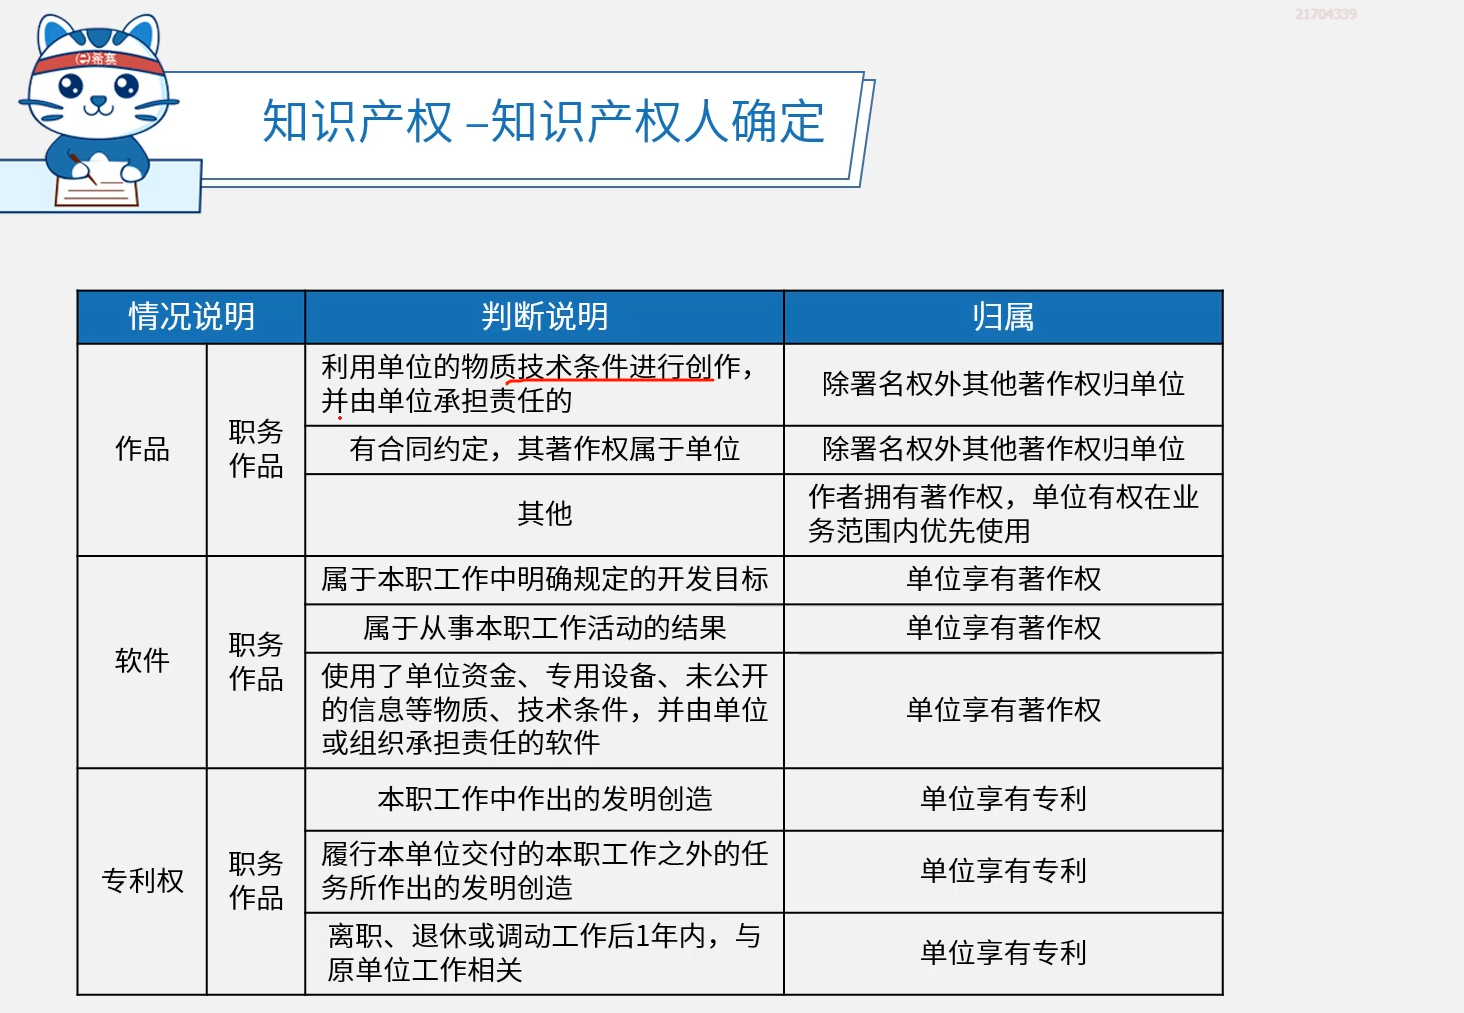 21704339
希赛
知识产权 –知识产权人确定
情况说明
判断说明
归属
作品
职务
作品
利用单位的物质技术条件进行创作，
并由单位承担责任的
除署名权外其他著作权归单位
有合同约定，其著作权属于单位
除署名权外其他著作权归单位
其他
作者拥有著作权，单位有权在业
务范围内优先使用
软件
职务
作品
属于本职工作中明确规定的开发目标
单位享有著作权
属于从事本职工作活动的结果
单位享有著作权
使用了单位资金、专用设备、未公开
的信息等物质、技术条件，并由单位
或组织承担责任的软件
单位享有著作权
专利权
职务
作品
本职工作中作出的发明创造
单位享有专利
履行本单位交付的本职工作之外的任
务所作出的发明创造
单位享有专利
离职、退休或调动工作后1年内，与
原单位工作相关
单位享有专利